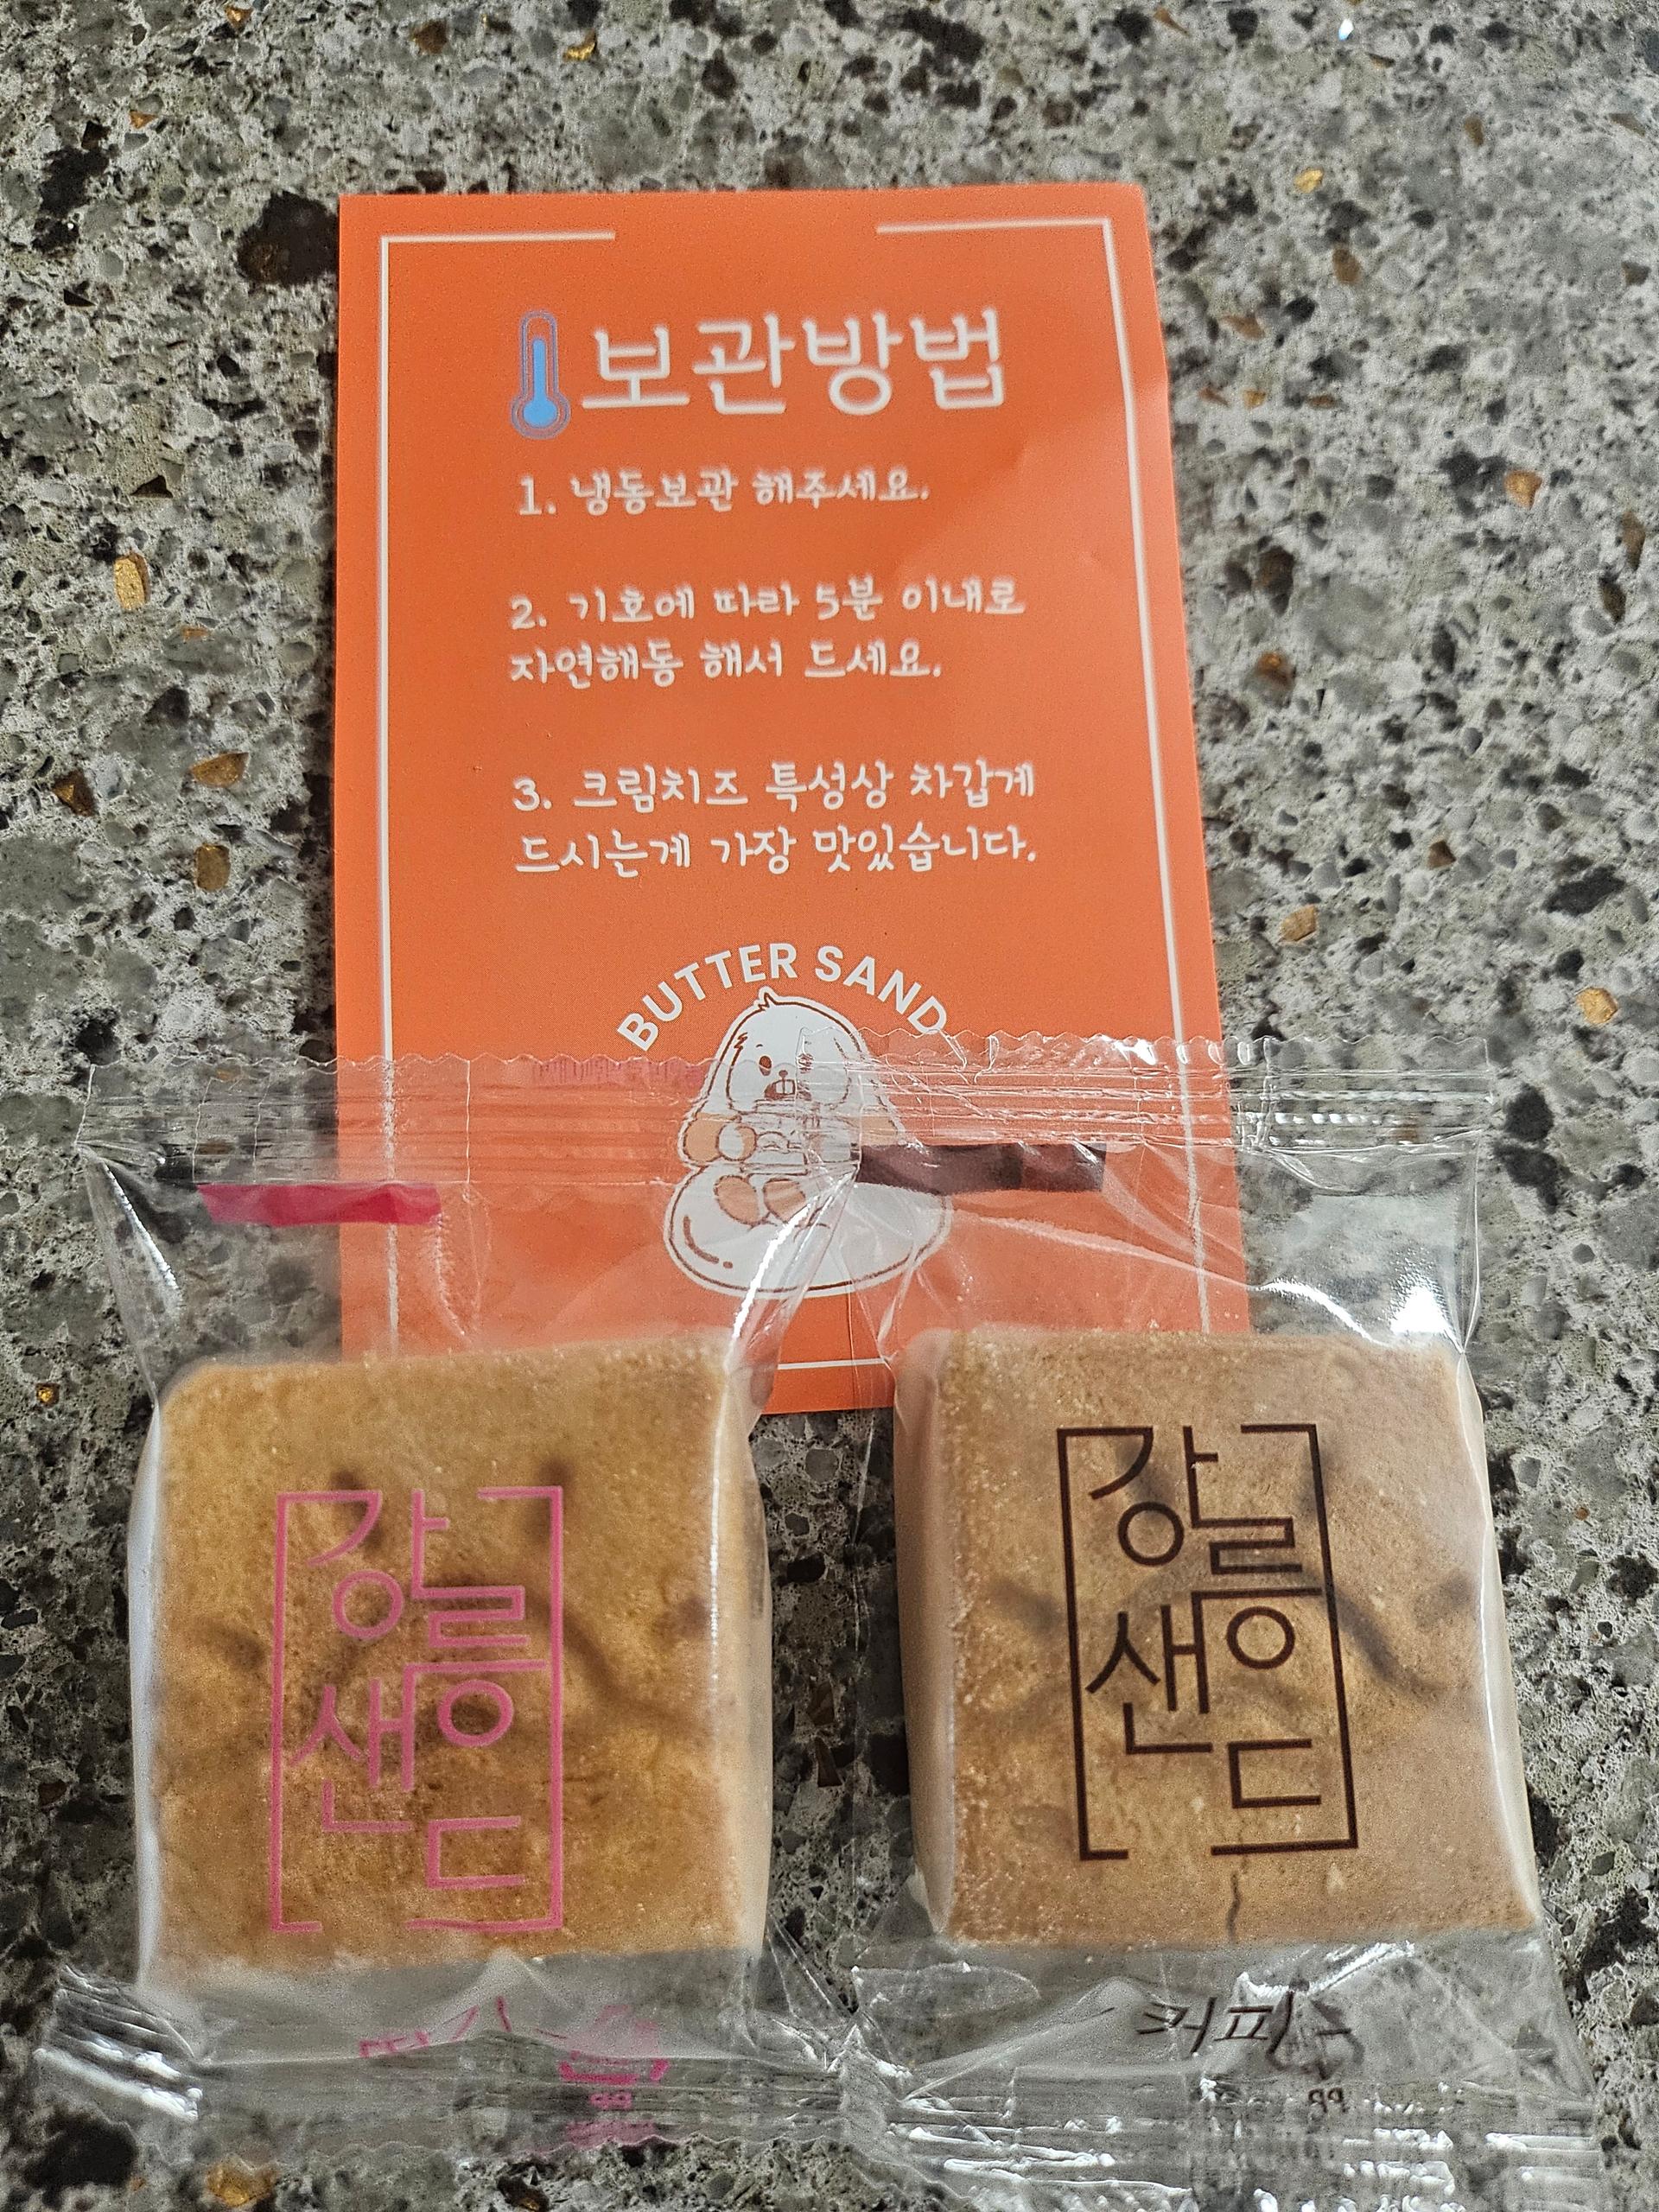 보관방법
1. 냉동보관 해주세요.
2. 기호에 따라 5분 이내로
자연해동 해서 드세요.
3. 크림치즈 특성상 차갑게
드시는게 가장 맛있습니다.
BUTTER SAND
강릉
샌드
강릉
샌드
딸기
커피